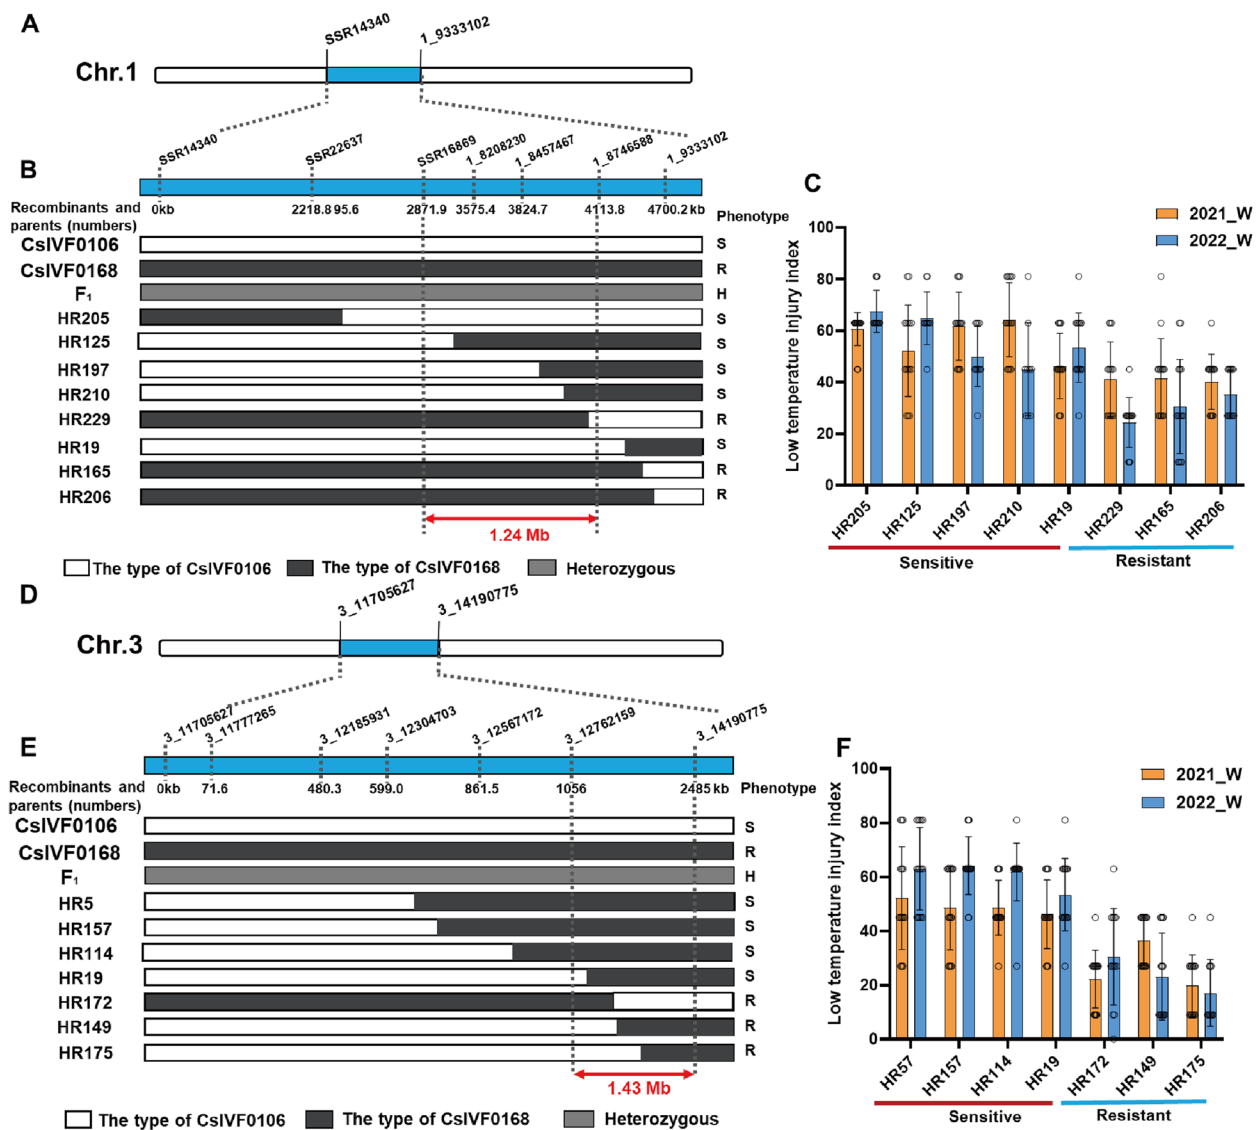 A
SSR14340
1_9333102
Chr.1
B
SSR14340
SSR22637
SSR16869
1_8208230
1_8457467
1_8746588
1_9333102
Recombinants and
parents (numbers)
0kb
2218.8 95.6
2871.9
3575.4
3824.7
4113.8
4700.2 kb
Phenotype
CsIVF0106
S
CsIVF0168
R
F1
H
HR205
S
HR125
S
HR197
S
HR210
S
HR229
R
HR19
S
HR165
R
HR206
R
1.24 Mb
The type of CsIVF0106
The type of CsIVF0168
Heterozygous
C
Low temperature injury index
100
80
60
40
20
0
2021_W
2022_W
HR205
HR125
HR197
HR210
HR19
HR229
HR165
HR206
Sensitive
Resistant
D
3_11705627
3_14190775
Chr.3
E
3_11705627
3_11777265
3_12185931
3_12304703
3_12567172
3_12762159
3_14190775
Recombinants and
parents (numbers)
0kb
71.6
480.3
599.0
861.5
1056
2485 kb
Phenotype
CsIVF0106
S
CsIVF0168
R
F1
H
HR5
S
HR157
S
HR114
S
HR19
S
HR172
R
HR149
R
HR175
R
1.43 Mb
The type of CsIVF0106
The type of CsIVF0168
Heterozygous
F
Low temperature injury index
100
80
60
40
20
0
2021_W
2022_W
HR57
HR157
HR114
HR19
HR172
HR149
HR175
Sensitive
Resistant